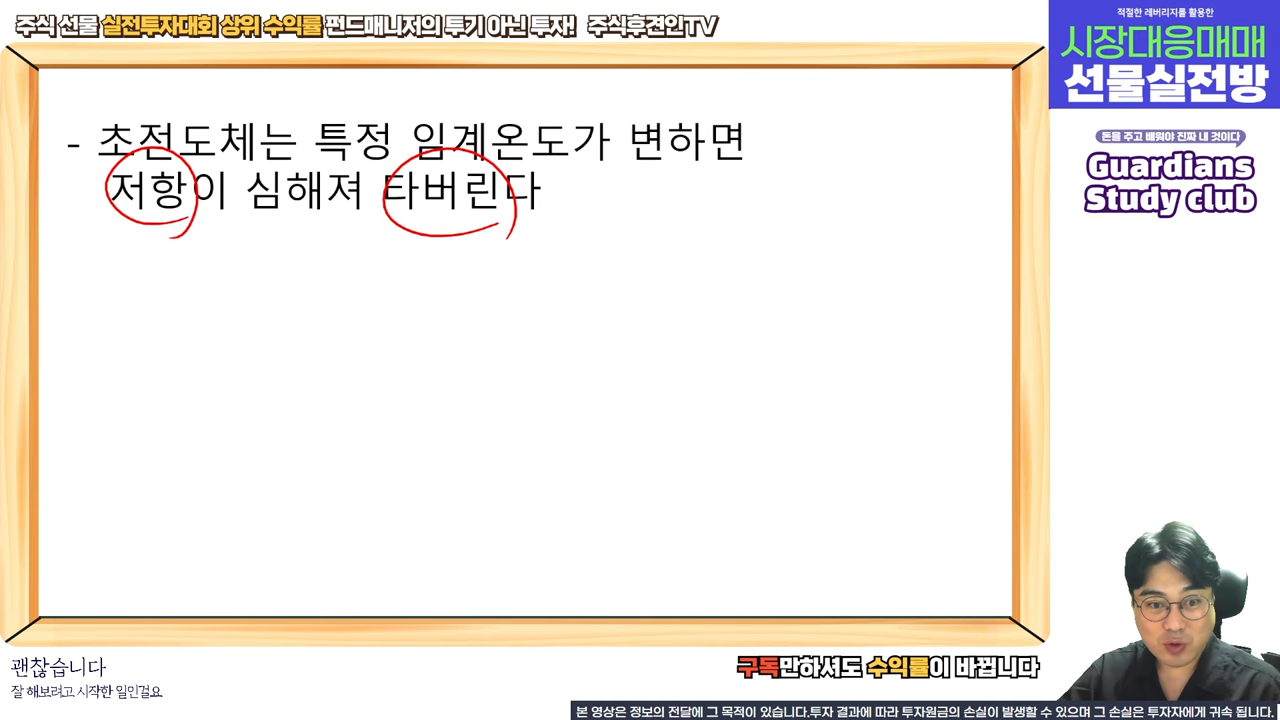 주식 선물 실전투자대회 상위 수익률 펀드매니저의 투기 아닌 투자! 주식후견인TV
적절한 레버리지를 활용한
시장대응매매
선물실전방
돈을 주고 배워야 진짜 내 것이다
Guardians
Study club
- 초전도체는 특정 임계온도가 변하면
저항이 심해져 타버린다
괜찮습니다
잘 해보려고 시작한 일인걸요
구독만하셔도 수익률이 바뀝니다
본 영상은 정보의 전달에 그 목적이 있습니다.투자 결과에 따라 투자원금의 손실이 발생할 수 있으며 그 손실은 투자자에게 귀속 됩니다.